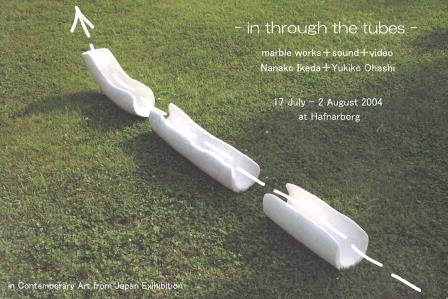 - in through the tubes -
marble works+sound+video
Nanako Ikeda+Yukiko Ohashi
17 July - 2 August 2004
at Hafnarborg
in Contemporary Art from Japan Exihibition